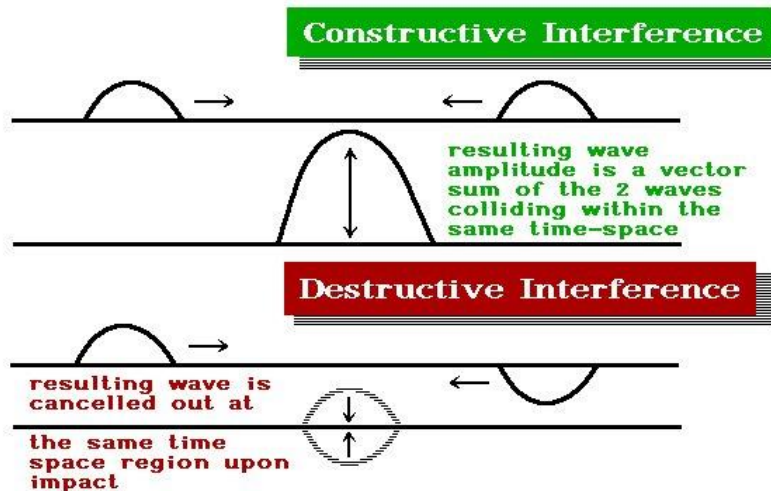 Constructive Interference
resulting wave
amplitude is a vector
sum of the 2 waves
colliding within the
same time-space
Destructive Interference
resulting wave is
cancelled out at
the same time
space region upon
impact